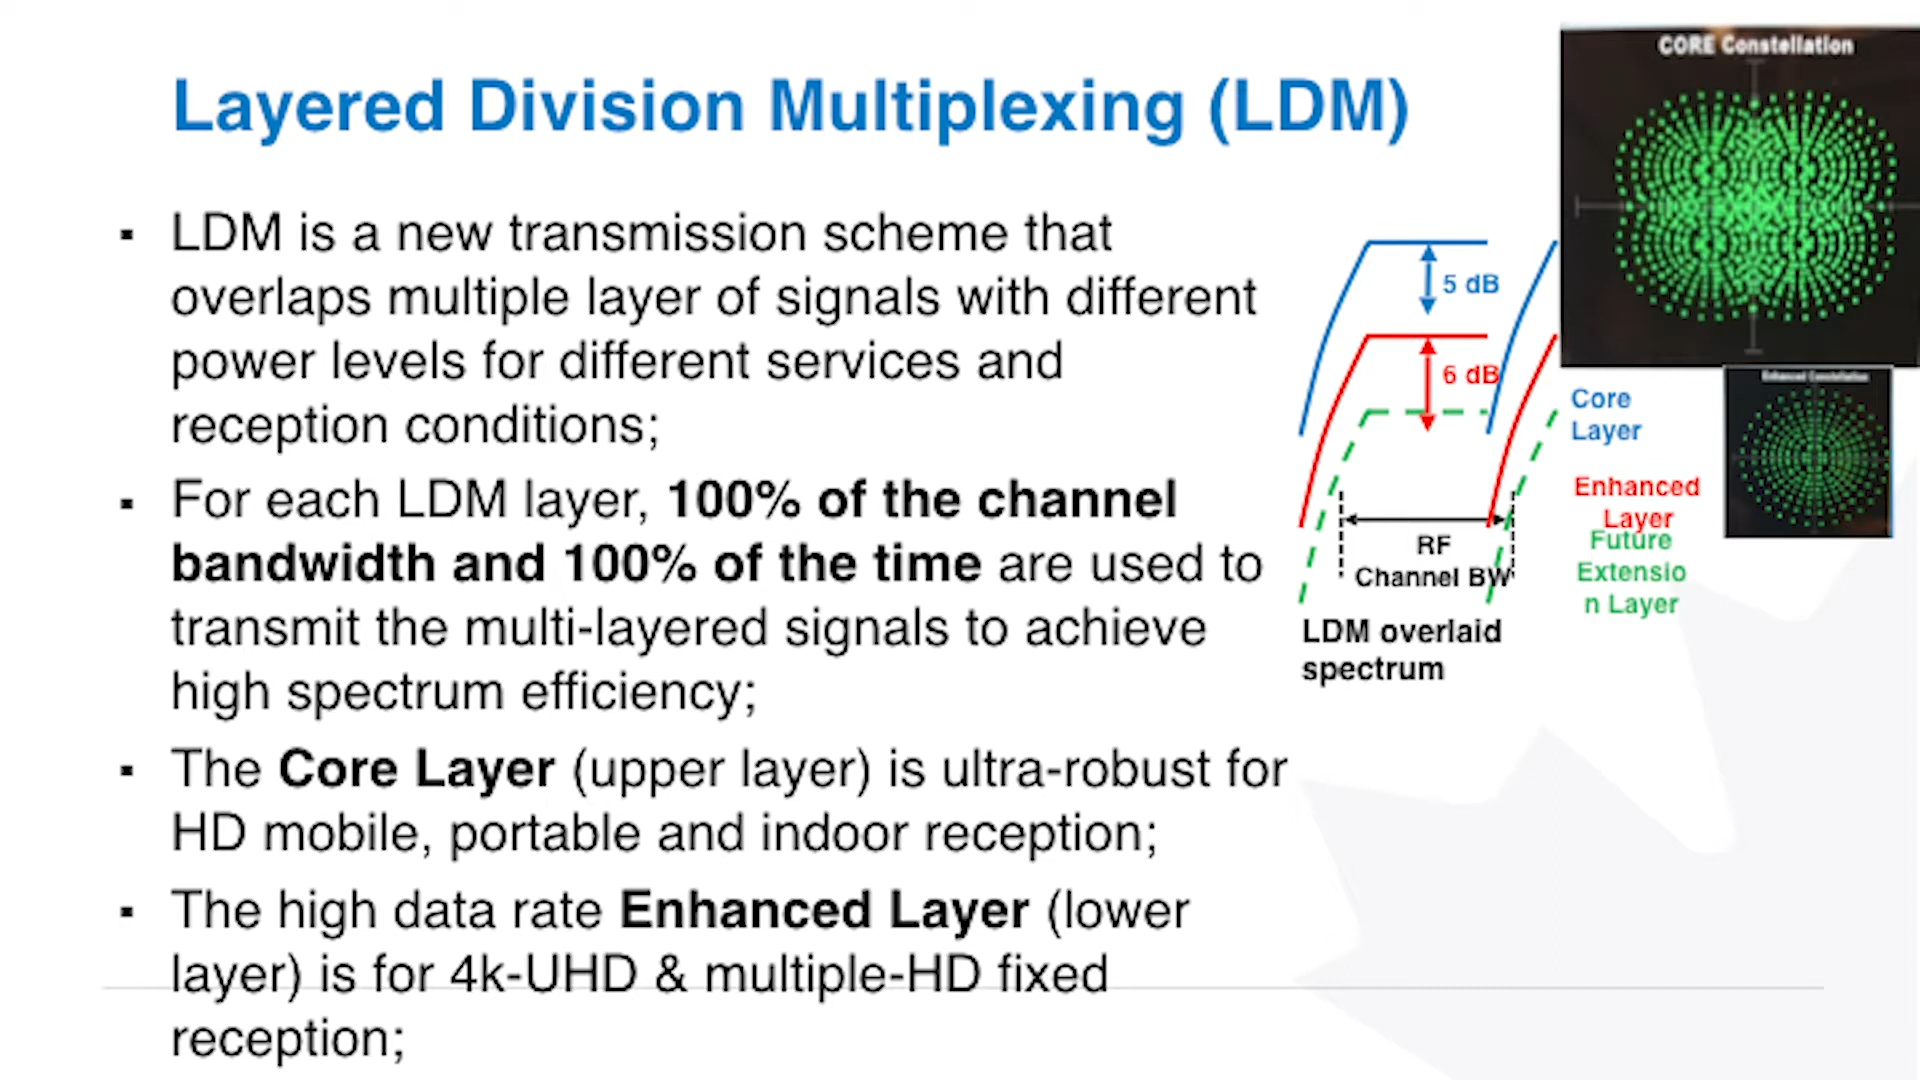 Layered Division Multiplexing (LDM)
▪ LDM is a new transmission scheme that
overlaps multiple layer of signals with different
power levels for different services and
reception conditions;
▪ For each LDM layer, 100% of the channel
bandwidth and 100% of the time are used to
transmit the multi-layered signals to achieve
high spectrum efficiency;
▪ The Core Layer (upper layer) is ultra-robust for
HD mobile, portable and indoor reception;
▪ The high data rate Enhanced Layer (lower
layer) is for 4k-UHD & multiple-HD fixed
reception;
CORE Constellation
5 dB
6 dB
Core
Layer
Enhanced Constellation
Enhanced
Layer
Future
Extensio
n Layer
RF
Channel BW
LDM overlaid
spectrum